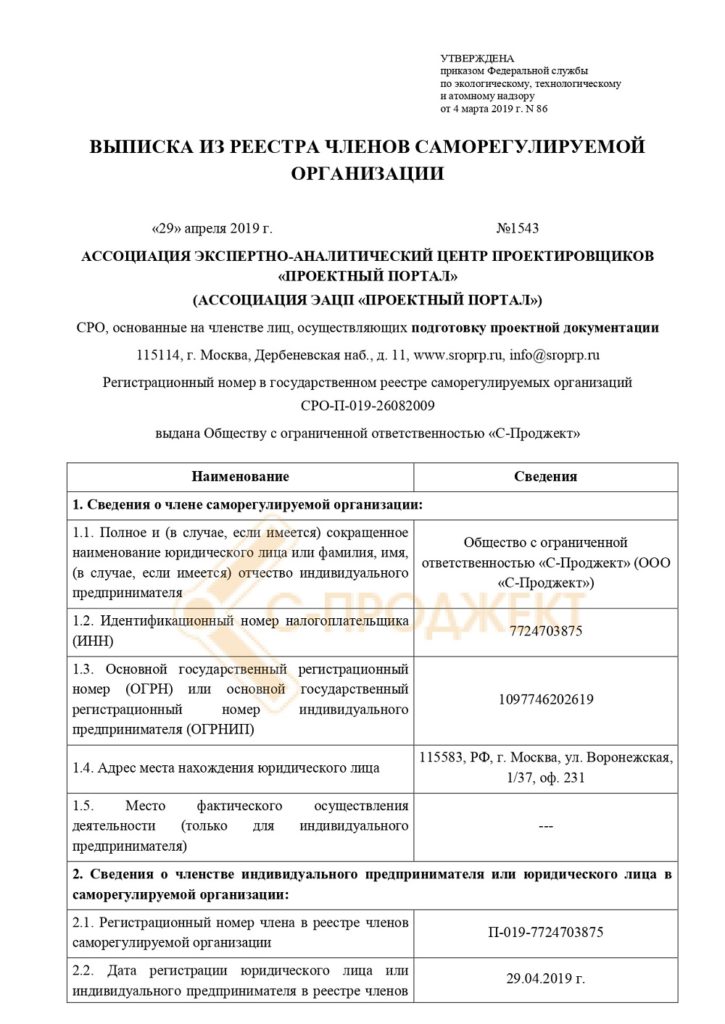 УТВЕРЖДЕНА
приказом Федеральной службы
по экологическому, технологическому
и атомному надзору
от 4 марта 2019 г. N 86
ВЫПИСКА ИЗ РЕЕСТРА ЧЛЕНОВ САМОРЕГУЛИРУЕМОЙ
ОРГАНИЗАЦИИ
«29» апреля 2019 г. №1543
АССОЦИАЦИЯ ЭКСПЕРТНО-АНАЛИТИЧЕСКИЙ ЦЕНТР ПРОЕКТИРОВЩИКОВ
«ПРОЕКТНЫЙ ПОРТАЛ»
(АССОЦИАЦИЯ ЭАЦП «ПРОЕКТНЫЙ ПОРТАЛ»)
СРО, основанные на членстве лиц, осуществляющих подготовку проектной документации
115114, г. Москва, Дербеневская наб., д. 11, www.sroprp.ru, info@sroprp.ru
Регистрационный номер в государственном реестре саморегулируемых организаций
СРО-П-019-26082009
выдана Обществу с ограниченной ответственностью «С-Проджект»
Наименование Сведения
1. Сведения о члене саморегулируемой организации:
1.1. Полное и (в случае, если имеется) сокращенное
наименование юридического лица или фамилия, имя,
(в случае, если имеется) отчество индивидуального
предпринимателя
Общество с ограниченной
ответственностью «С-Проджект» (ООО
«С-Проджект»)
С-ПРОДЖЕКТ
1.2. Идентификационный номер налогоплательщика
(ИНН)
7724703875
1.3. Основной государственный регистрационный
номер (ОГРН) или основной государственный
регистрационный номер индивидуального
предпринимателя (ОГРНИП)
1097746202619
1.4. Адрес места нахождения юридического лица
115583, РФ, г. Москва, ул. Воронежская,
1/37, оф. 231
1.5. Место фактического осуществления
деятельности (только для индивидуального
предпринимателя)
---
2. Сведения о членстве индивидуального предпринимателя или юридического лица в
саморегулируемой организации:
2.1. Регистрационный номер члена в реестре членов
саморегулируемой организации
П-019-7724703875
2.2. Дата регистрации юридического лица или
индивидуального предпринимателя в реестре членов
29.04.2019 г.